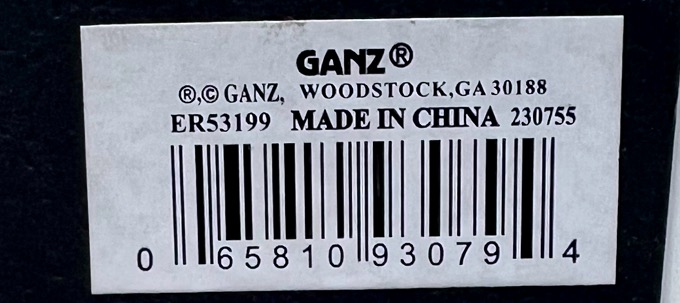 GANZ®
®,© GANZ, WOODSTOCK,GA 30188
ER53199 MADE IN CHINA 230755
0 65810 93079 4